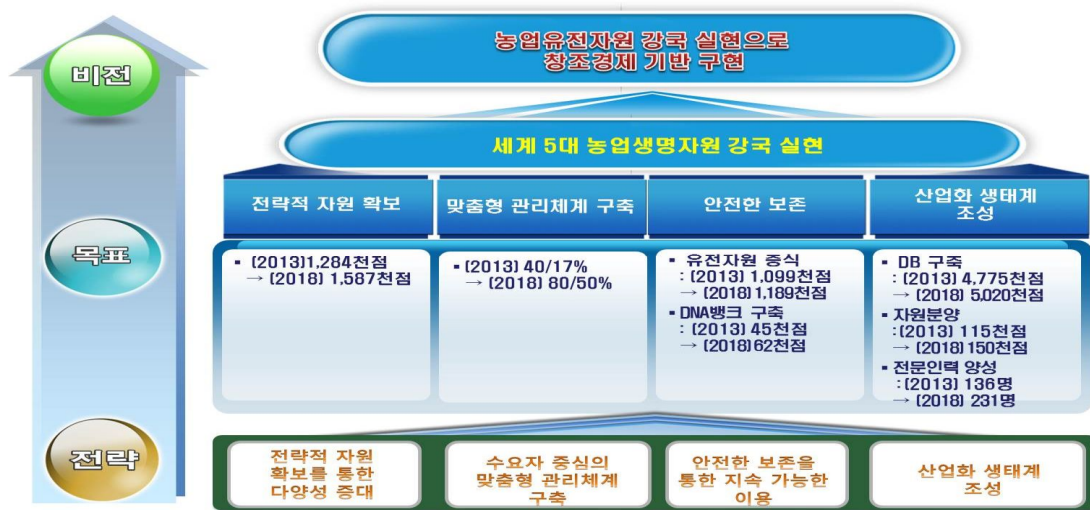 비전
농업유전자원 강국 실현으로
창조경제 기반 구현
세계 5대 농업생명자원 강국 실현
목표
전략적 자원 확보
▪ (2013)1,284천점
→ (2018) 1,587천점
맞춤형 관리체계 구축
▪ (2013) 40/17%
→ (2018) 80/50%
안전한 보존
▪ 유전자원 증식
: (2013) 1,099천점
→ (2018) 1,189천점
▪ DNA뱅크 구축
: (2013) 45천점
→ (2018) 62천점
산업화 생태계
조성
▪ DB 구축
: (2013) 4,775천점
→ (2018) 5,020천점
▪ 자원분양
:(2013) 115천점
→ (2018) 150천점
▪ 전문인력 양성
: (2013) 136명
→ (2018) 231명
전략
전략적 자원
확보를 통한
다양성 증대
수요자 중심의
맞춤형 관리체계
구축
안전한 보존을
통한 지속 가능한
이용
산업화 생태계
조성